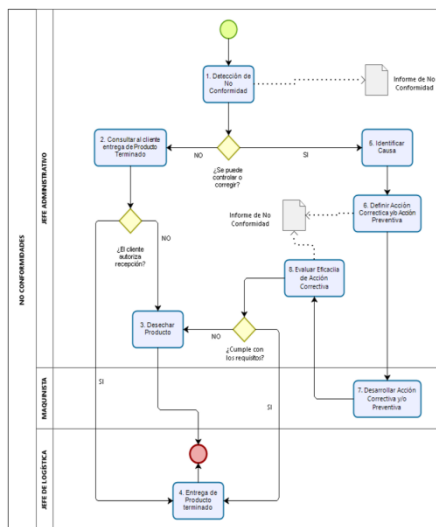 NO CONFORMIDADES
JEFE ADMINISTRATIVO
MAQUINISTA
JEFE DE LOGÍSTICA
1. Detección de
No
Conformidad
Informe de No
Conformidad
2. Consultar al cliente
entrega de Producto
Terminado
NO
SI
¿Se puede
controlar o
corregir?
5. Identificar
Causa
6. Definir Acción
Correctica y/o Acción
Preventiva
Informe de No
Conformidad
¿El cliente
autoriza
recepción?
NO
8. Evaluar Eficacia
de Acción
Correctiva
3. Desechar
Producto
NO
¿Cumple con
los requisitos?
SI
SI
7. Desarrollar Acción
Correctiva y/o
Preventiva
4. Entrega de
Producto
terminado